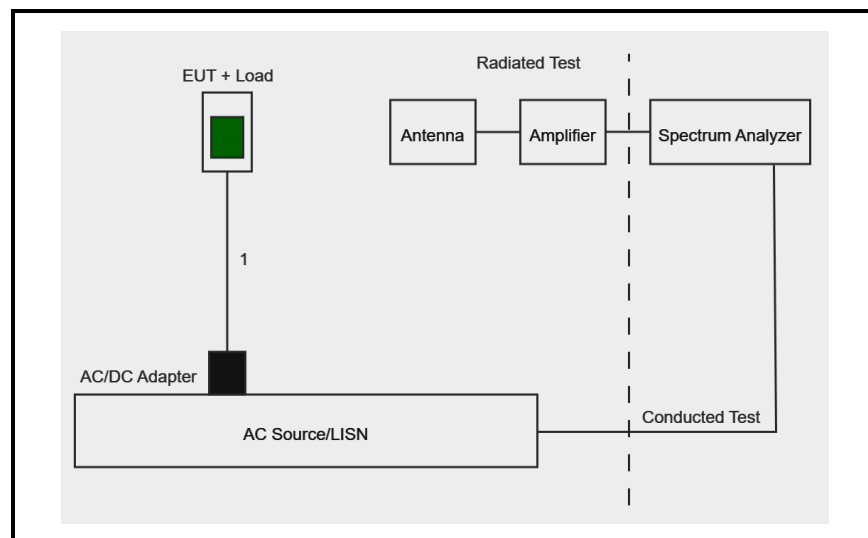 Radiated Test
EUT + Load
Antenna
Amplifier
Spectrum Analyzer
1
AC/DC Adapter
Conducted Test
AC Source/LISN